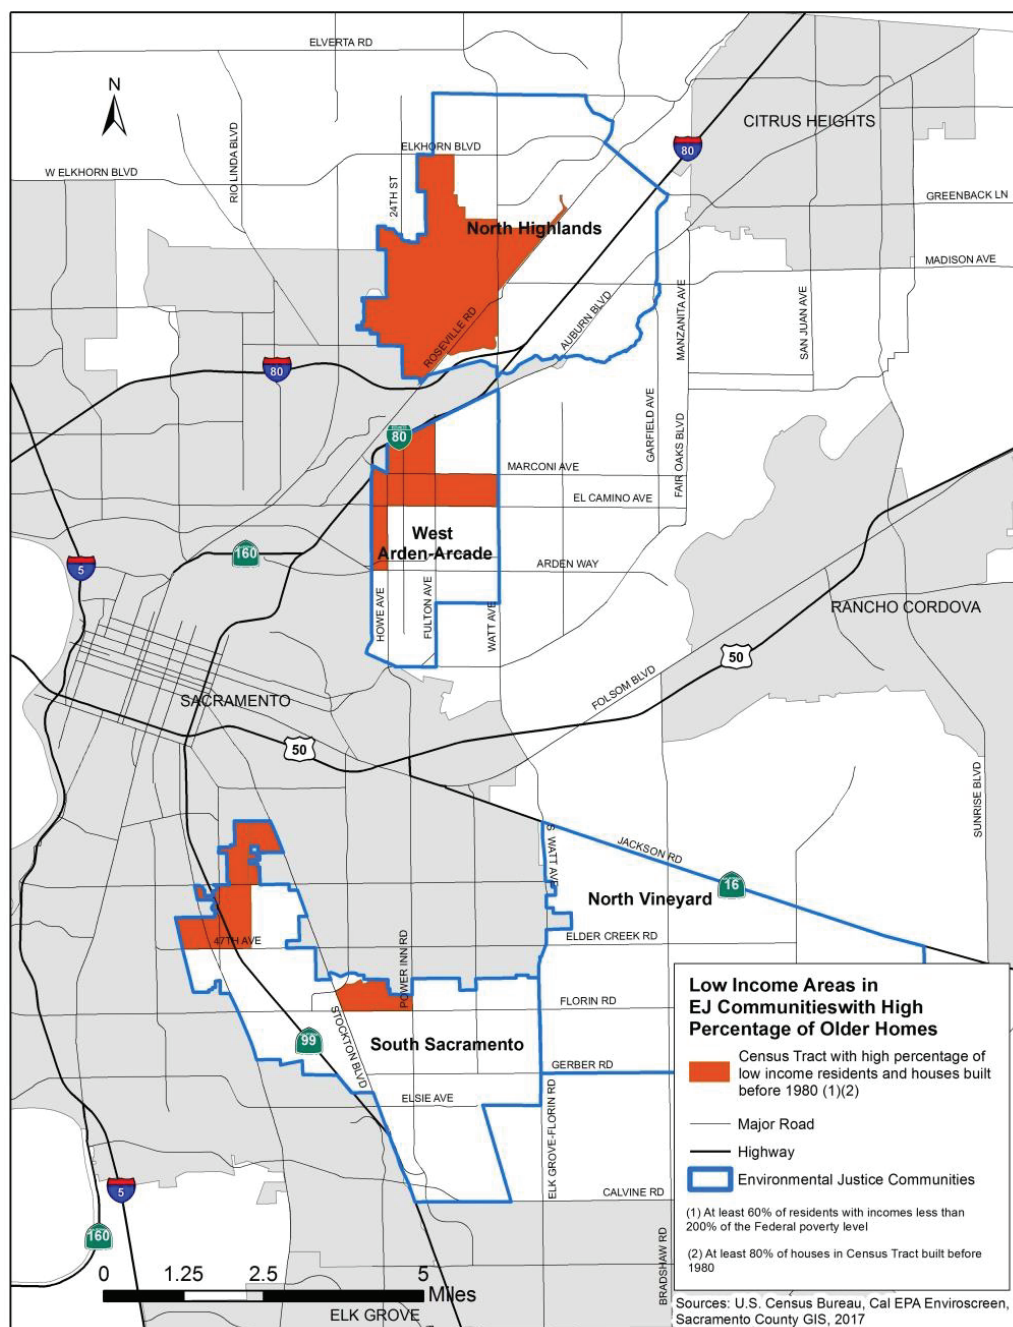 ELVERTA RD
N
CITRUS HEIGHTS
80
ELKHORN BLVD
W ELKHORN BLVD
RIO LINDA BLVD
24TH ST
GREENBACK LN
North Highlands
MADISON AVE
MANZANITA AVE
SAN JUAN AVE
AUBURN BLVD
ROSEVILLE RD
80
GARFIELD AVE
FAIR OAKS BLVD
80
MARCONI AVE
EL CAMINO AVE
West
Arden-Arcade
160
5
ARDEN WAY
HOWE AVE
FULTON AVE
WATT AVE
RANCHO CORDOVA
50
FOLSOM BLVD
SACRAMENTO
50
SUNRISE BLVD
S WATT AVE
JACKSON RD
16
North Vineyard
47TH AVE
POWER INN RD
ELDER CREEK RD
FLORIN RD
STOCKTON BLVD
99
South Sacramento
GERBER RD
ELSIE AVE
ELK GROVE-FLORIN RD
CALVINE RD
BRADSHAW RD
5
160
Low Income Areas in
EJ Communitieswith High
Percentage of Older Homes
Census Tract with high percentage of
low income residents and houses built
before 1980 (1)(2)
Major Road
Highway
Environmental Justice Communities
(1) At least 60% of residents with incomes less than
200% of the Federal poverty level
(2) At least 80% of houses in Census Tract built before
1980
0 1.25 2.5 5
Miles
ELK GROVE
Sources: U.S. Census Bureau, Cal EPA Enviroscreen,
Sacramento County GIS, 2017